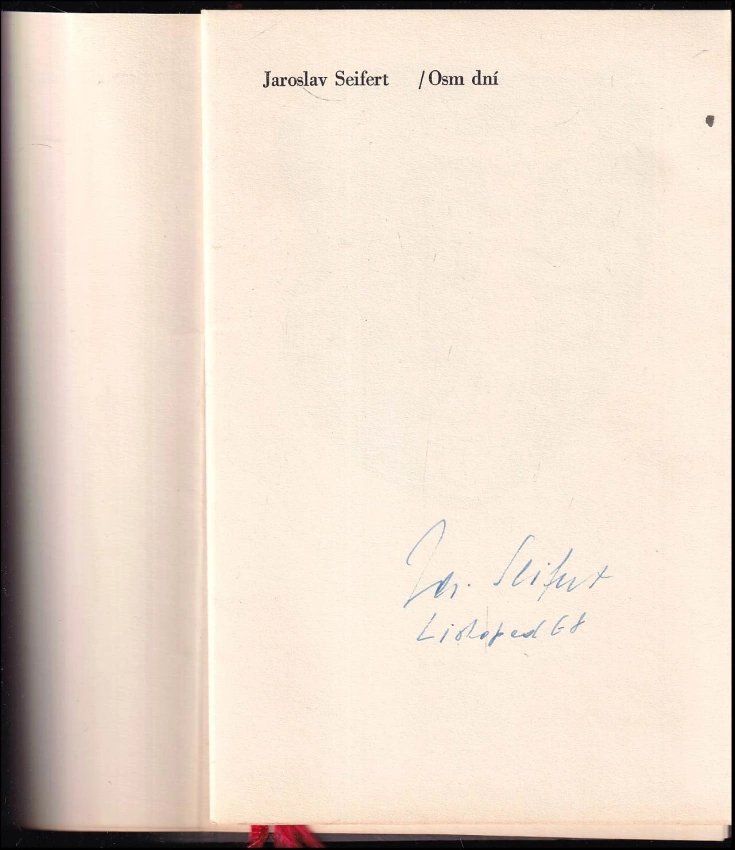 Jaroslav Seifert /Osm dní
Jar. Seifert
Listopad 68